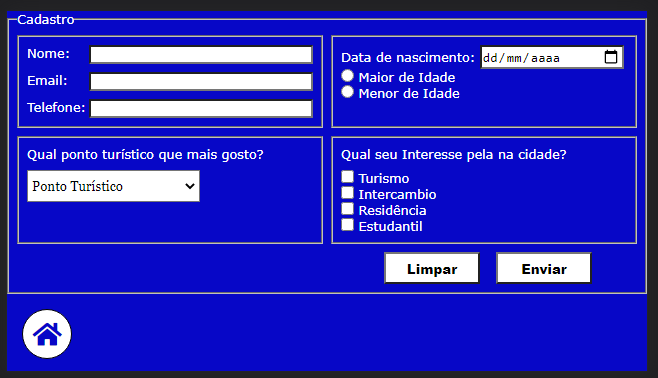 Cadastro
Nome:
Email:
Telefone:
Data de nascimento: dd/mm/aaaa
Maior de Idade
Menor de Idade
Qual ponto turístico que mais gosto?
Ponto Turístico
Qual seu Interesse pela na cidade?
Turismo
Intercambio
Residência
Estudantil
Limpar Enviar